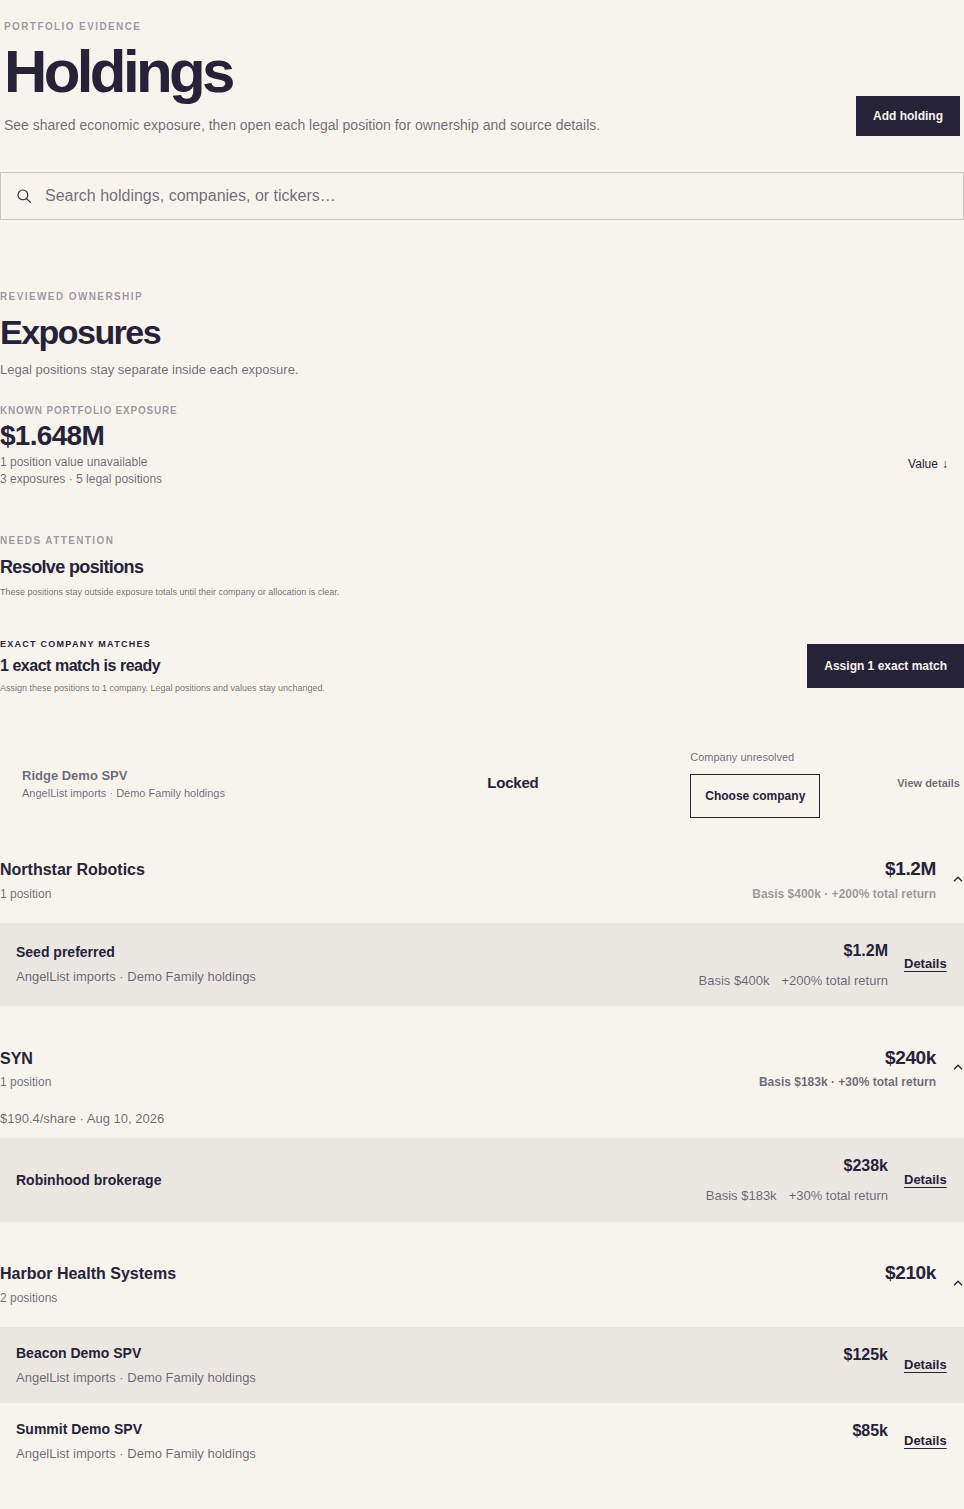 PORTFOLIO EVIDENCE
Holdings
See shared economic exposure, then open each legal position for ownership and source details.
Add holding
Search holdings, companies, or tickers…
REVIEWED OWNERSHIP
Exposures
Legal positions stay separate inside each exposure.
KNOWN PORTFOLIO EXPOSURE
$1.648M
1 position value unavailable
3 exposures · 5 legal positions
Value ↓
NEEDS ATTENTION
Resolve positions
These positions stay outside exposure totals until their company or allocation is clear.
EXACT COMPANY MATCHES
1 exact match is ready
Assign these positions to 1 company. Legal positions and values stay unchanged.
Assign 1 exact match
Ridge Demo SPV
AngelList imports · Demo Family holdings
Locked
Company unresolved
Choose company
View details
Northstar Robotics
1 position
$1.2M
Basis $400k · +200% total return
Seed preferred
AngelList imports · Demo Family holdings
$1.2M
Basis $400k +200% total return
Details
SYN
1 position
$240k
Basis $183k · +30% total return
$190.4/share · Aug 10, 2026
Robinhood brokerage
$238k
Basis $183k +30% total return
Details
Harbor Health Systems
2 positions
$210k
Beacon Demo SPV
AngelList imports · Demo Family holdings
$125k
Details
Summit Demo SPV
AngelList imports · Demo Family holdings
$85k
Details